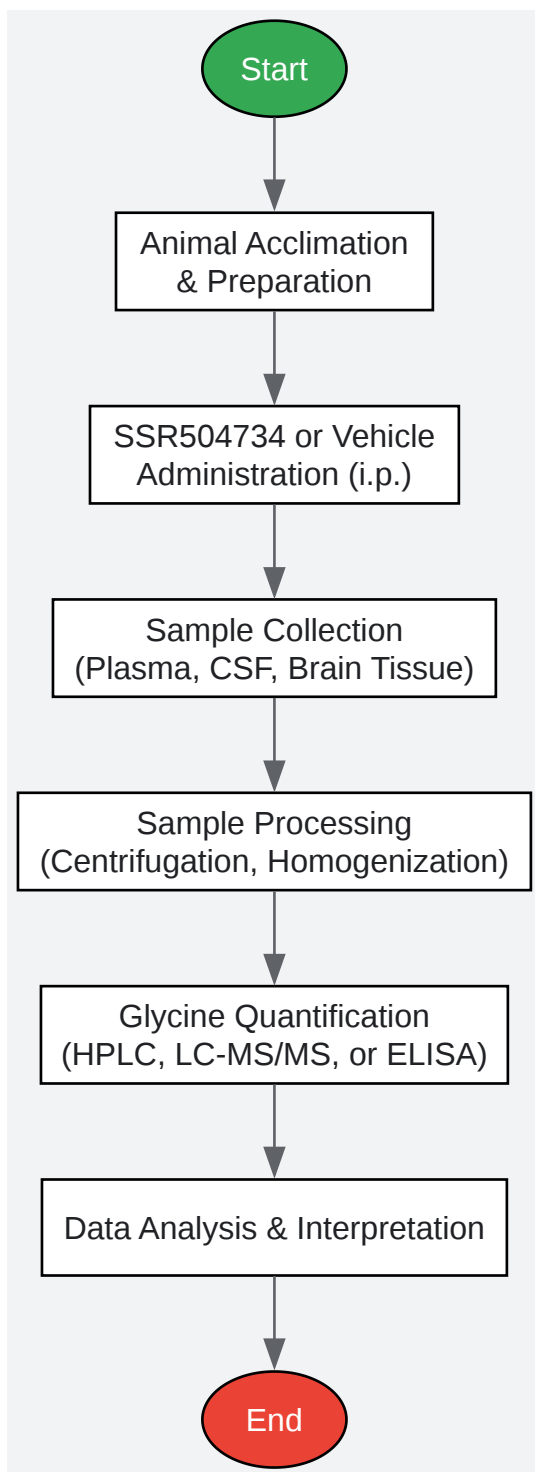 Start
Animal Acclimation
& Preparation
SSR504734 or Vehicle
Administration (i.p.)
Sample Collection
(Plasma, CSF, Brain Tissue)
Sample Processing
(Centrifugation, Homogenization)
Glycine Quantification
(HPLC, LC-MS/MS, or ELISA)
Data Analysis & Interpretation
End